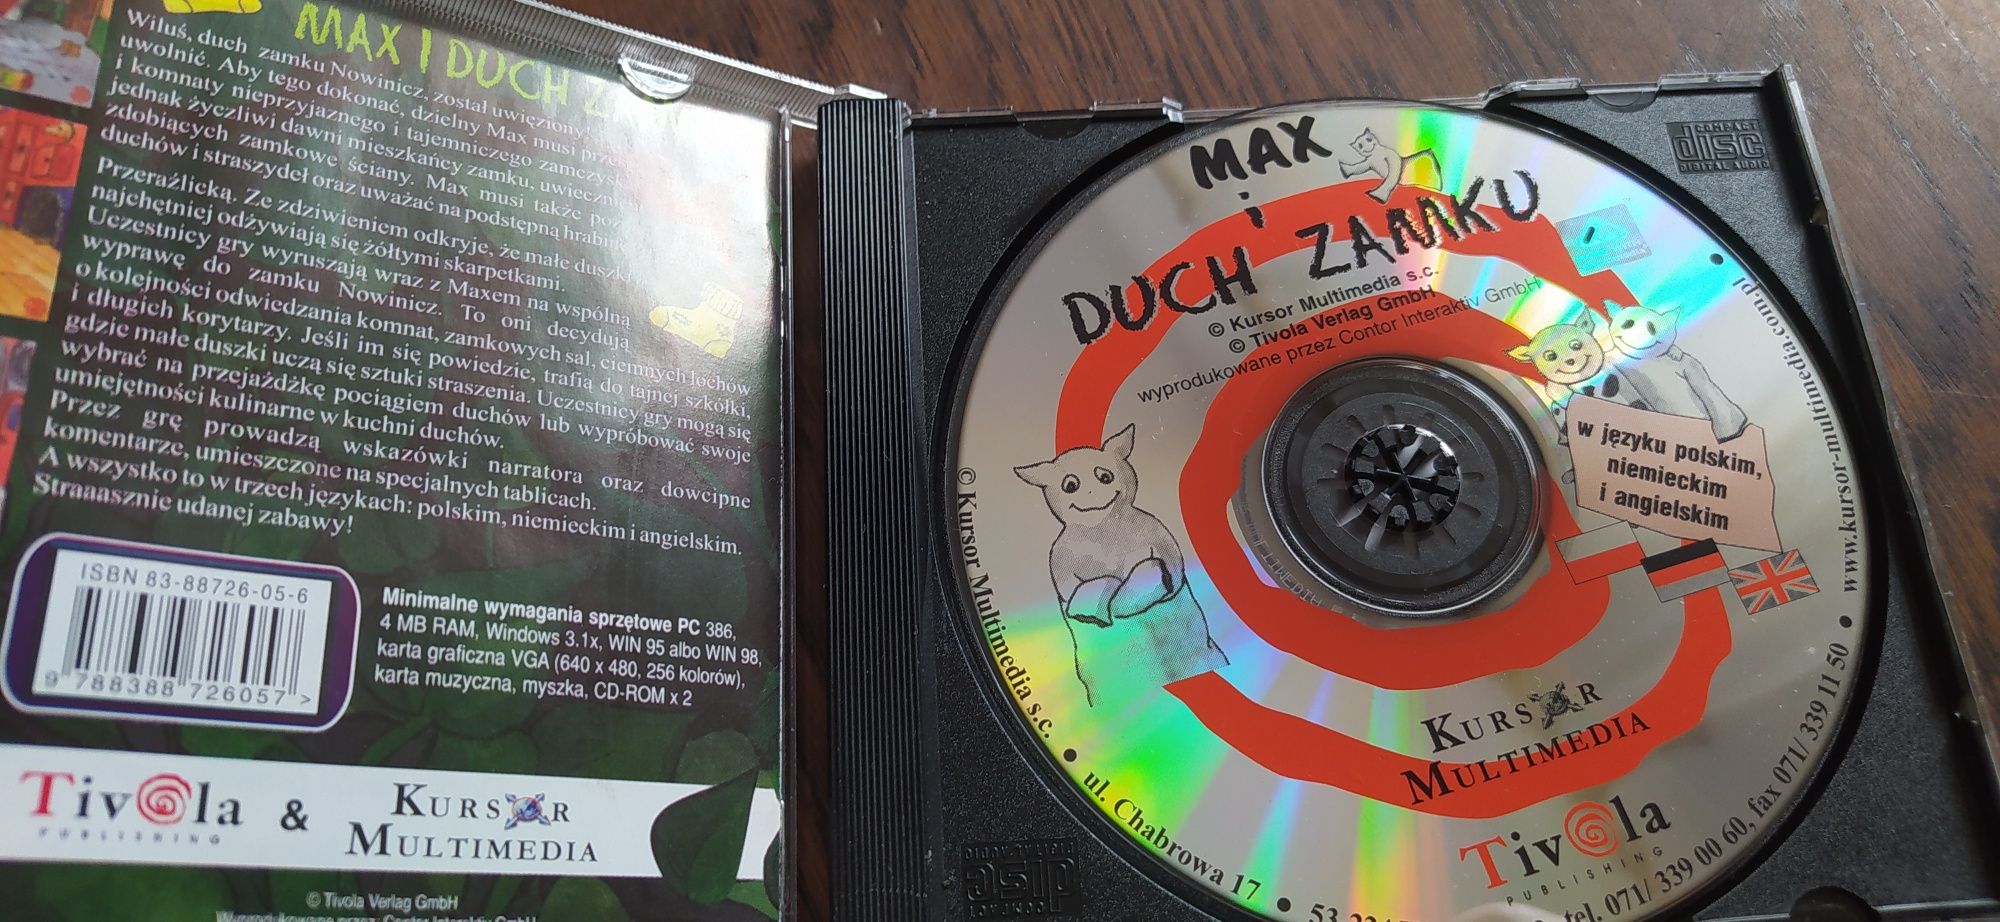 MAX I DUCH
Wiluś, duch zamku Nowinicz, został uwięziony,
uwolnić. Aby tego dokonać, dzielny Max musi
i komnaty nieprzyjaznego i tajemniczego
jednak życzliwi dawni mieszkańcy zamku,
zdobiących zamkowe ściany. Max musi także
duchów i straszydeł oraz uważać na podstępną
Przeraźlicką. Ze zdziwieniem odkryje, że małe duszki
najchętniej odżywiają się żółtymi skarpetkami.
Uczestnicy gry wyruszają wraz z Maxem na wspólną
wyprawę do zamku Nowinicz. To oni decydują
o kolejności odwiedzania komnat, zamkowych sal, ciemnych lochów
i długich korytarzy. Jeśli im się powiedzie, trafią do tajnej szkółki,
gdzie małe duszki uczą się sztuki straszenia. Uczestnicy gry mogą się
wybrać na przejażdżkę pociągiem duchów lub wypróbować swoje
umiejętności kulinarne w kuchni duchów.
Przez grę prowadzą wskazówki narratora oraz dowcipne
komentarze, umieszczone na specjalnych tablicach.
A wszystko to w trzech językach: polskim, niemieckim i angielskim.
Straaasznie udanej zabawy!
ISBN 83-88726-05-6
9 788388 726057 >
Minimalne wymagania sprzętowe PC 386,
4 MB RAM, Windows 3.1x, WIN 95 albo WIN 98,
karta graficzna VGA (640 x 480, 256 kolorów),
karta muzyczna, myszka, CD-ROM x 2
Tivola
PUBLISHING
&
KURSOR
MULTIMEDIA
© Tivola Verlag GmbH
Wyprodukowane przez: Contor Interaktiv GmbH
COMPACT
disc
DIGITAL AUDIO
MAX
i
DUCH ZAMKU
© Kursor Multimedia s.c.
© Tivola Verlag GmbH
wyprodukowane przez Contor Interaktiv GmbH
w języku polskim,
niemieckim
i angielskim
KURSOR
MULTIMEDIA
Tivola
PUBLISHING
© Kursor Multimedia s.c. • ul. Chabrowa 17 • tel. 071/ 339 00 60, fax 071/ 339 11 50 • www.kursor-multimedia.com.pl •
COMPACT
disc
DIGITAL AUDIO